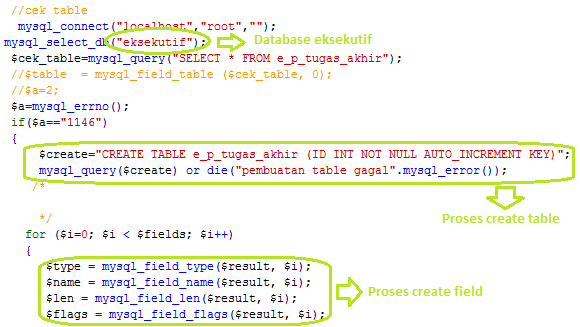 //cek table
mysql_connect("localhost","root","");
mysql_select_db("eksekutif");
Database eksekutif
$cek_table=mysql_query("SELECT * FROM e_p_tugas_akhir");
//$table = mysql_field_table ($cek_table, 0);
//$a=2;
$a=mysql_errno();
if($a=="1146")
{
$create="CREATE TABLE e_p_tugas_akhir (ID INT NOT NULL AUTO_INCREMENT KEY)";
mysql_query($create) or die("pembuatan table gagal".mysql_error());
/*
Proses create table
*/
for ($i=0; $i < $fields; $i++)
{
$type = mysql_field_type($result, $i);
$name = mysql_field_name($result, $i);
$len = mysql_field_len($result, $i);
$flags = mysql_field_flags($result, $i);
Proses create field